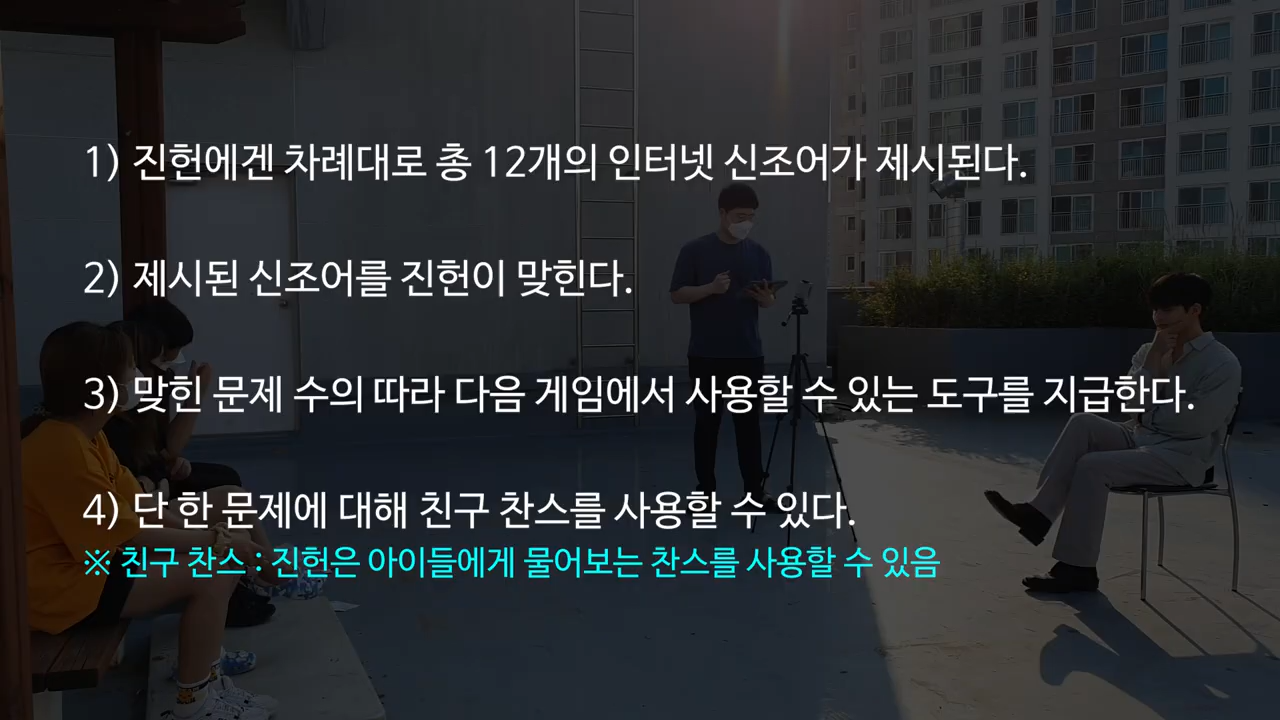 1) 진헌에겐 차례대로 총 12개의 인터넷 신조어가 제시된다.
2) 제시된 신조어를 진헌이 맞힌다.
3) 맞힌 문제 수의 따라 다음 게임에서 사용할 수 있는 도구를 지급한다.
4) 단 한 문제에 대해 친구 찬스를 사용할 수 있다.
※ 친구 찬스 : 진헌은 아이들에게 물어보는 찬스를 사용할 수 있음